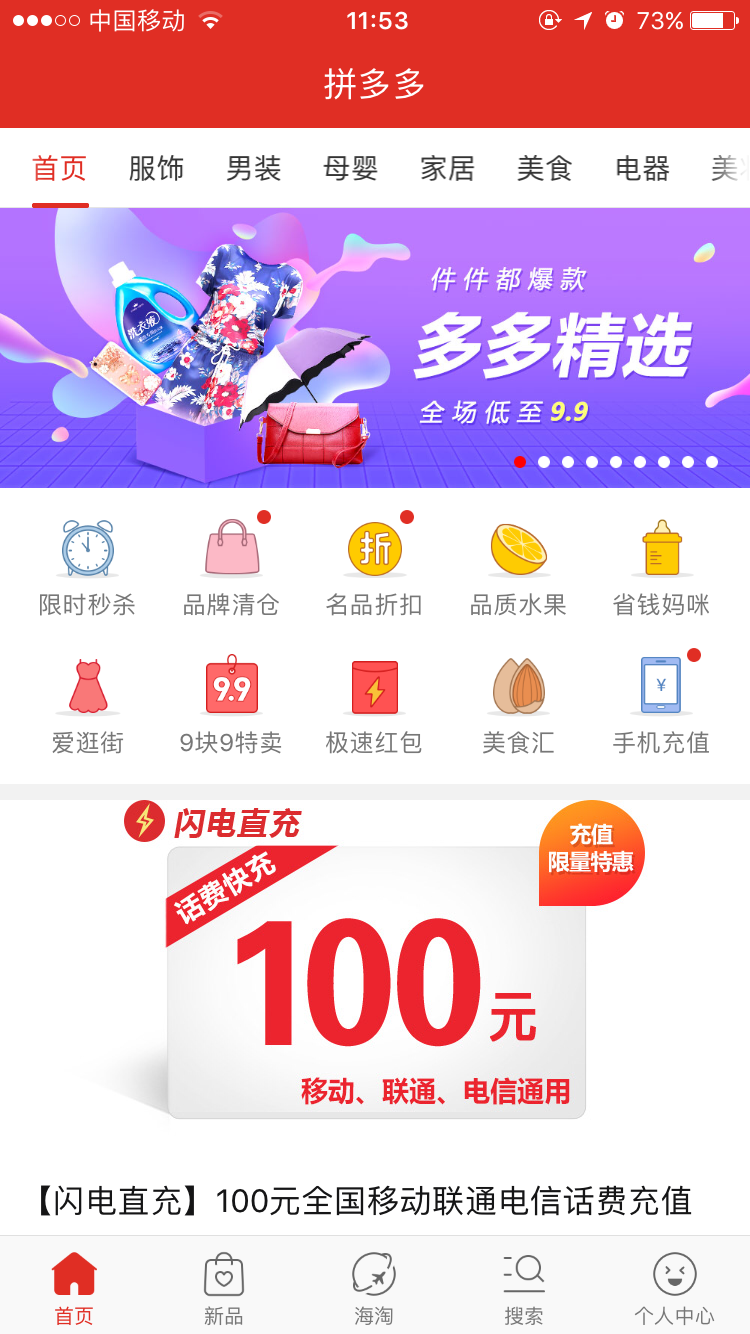 中国移动 11:53 73%
拼多多
首页 服饰 男装 母婴 家居 美食 电器 美
件件都爆款
多多精选
全场低至9.9
洗衣液
限时秒杀 品牌清仓 名品折扣 品质水果 省钱妈咪
折
爱逛街 9块9特卖 极速红包 美食汇 手机充值
9.9
¥
闪电直充
充值
限量特惠
话费快充
100元
移动、联通、电信通用
【闪电直充】100元全国移动联通电信话费充值
首页 新品 海淘 搜索 个人中心